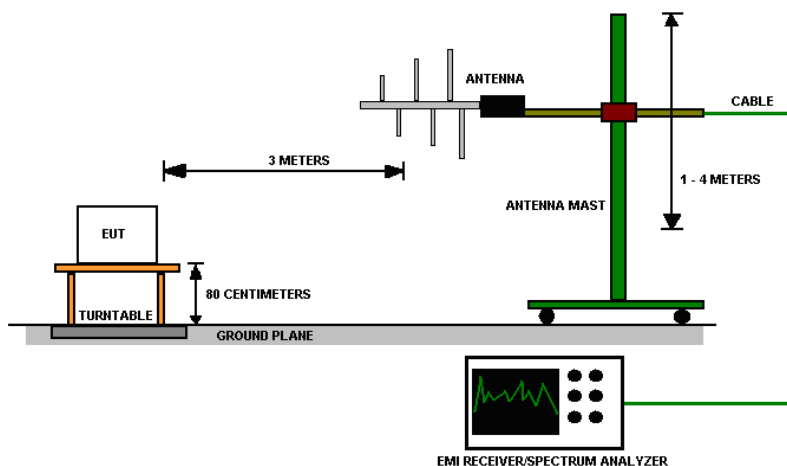 ANTENNA
CABLE
3 METERS
1 - 4 METERS
ANTENNA MAST
EUT
80 CENTIMETERS
TURNTABLE
GROUND PLANE
EMI RECEIVER/SPECTRUM ANALYZER